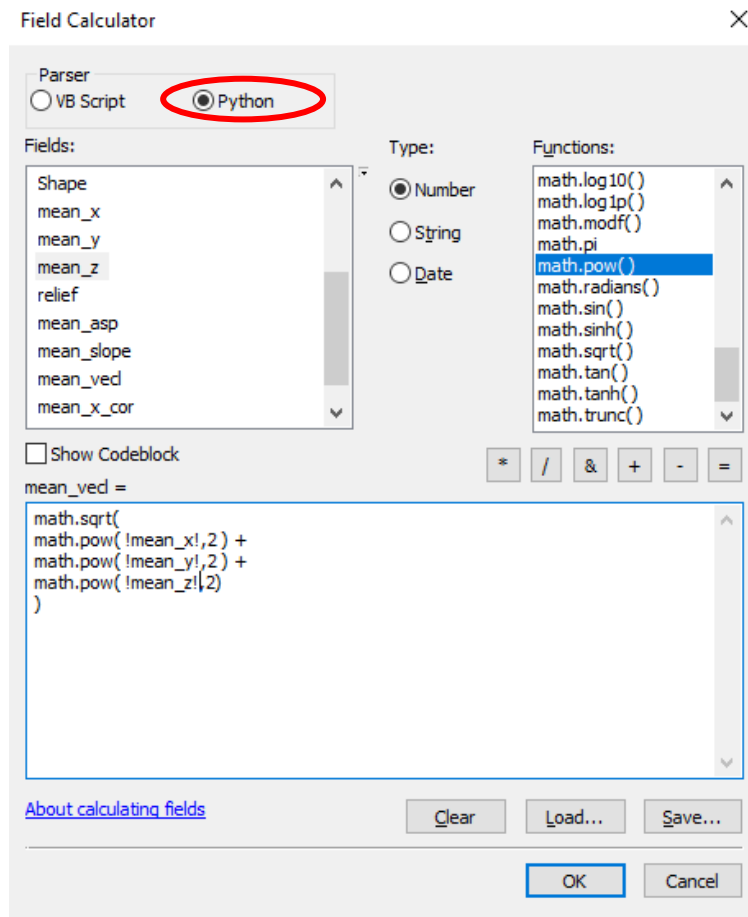 Field Calculator
Parser
VB Script
Python
Fields:
Type:
Functions:
Shape
mean_x
mean_y
mean_z
relief
mean_asp
mean_slope
mean_vecl
mean_x_cor
Number
String
Date
math.log10( )
math.log1p( )
math.modf( )
math.pi
math.pow( )
math.radians( )
math.sin( )
math.sinh( )
math.sqrt( )
math.tan( )
math.tanh( )
math.trunc( )
Show Codeblock
* / & + - =
mean_vecl =
math.sqrt(
math.pow( !mean_x!,2 ) +
math.pow( !mean_y!,2 ) +
math.pow( !mean_z!,2)
)
About calculating fields
Clear
Load...
Save...
OK
Cancel